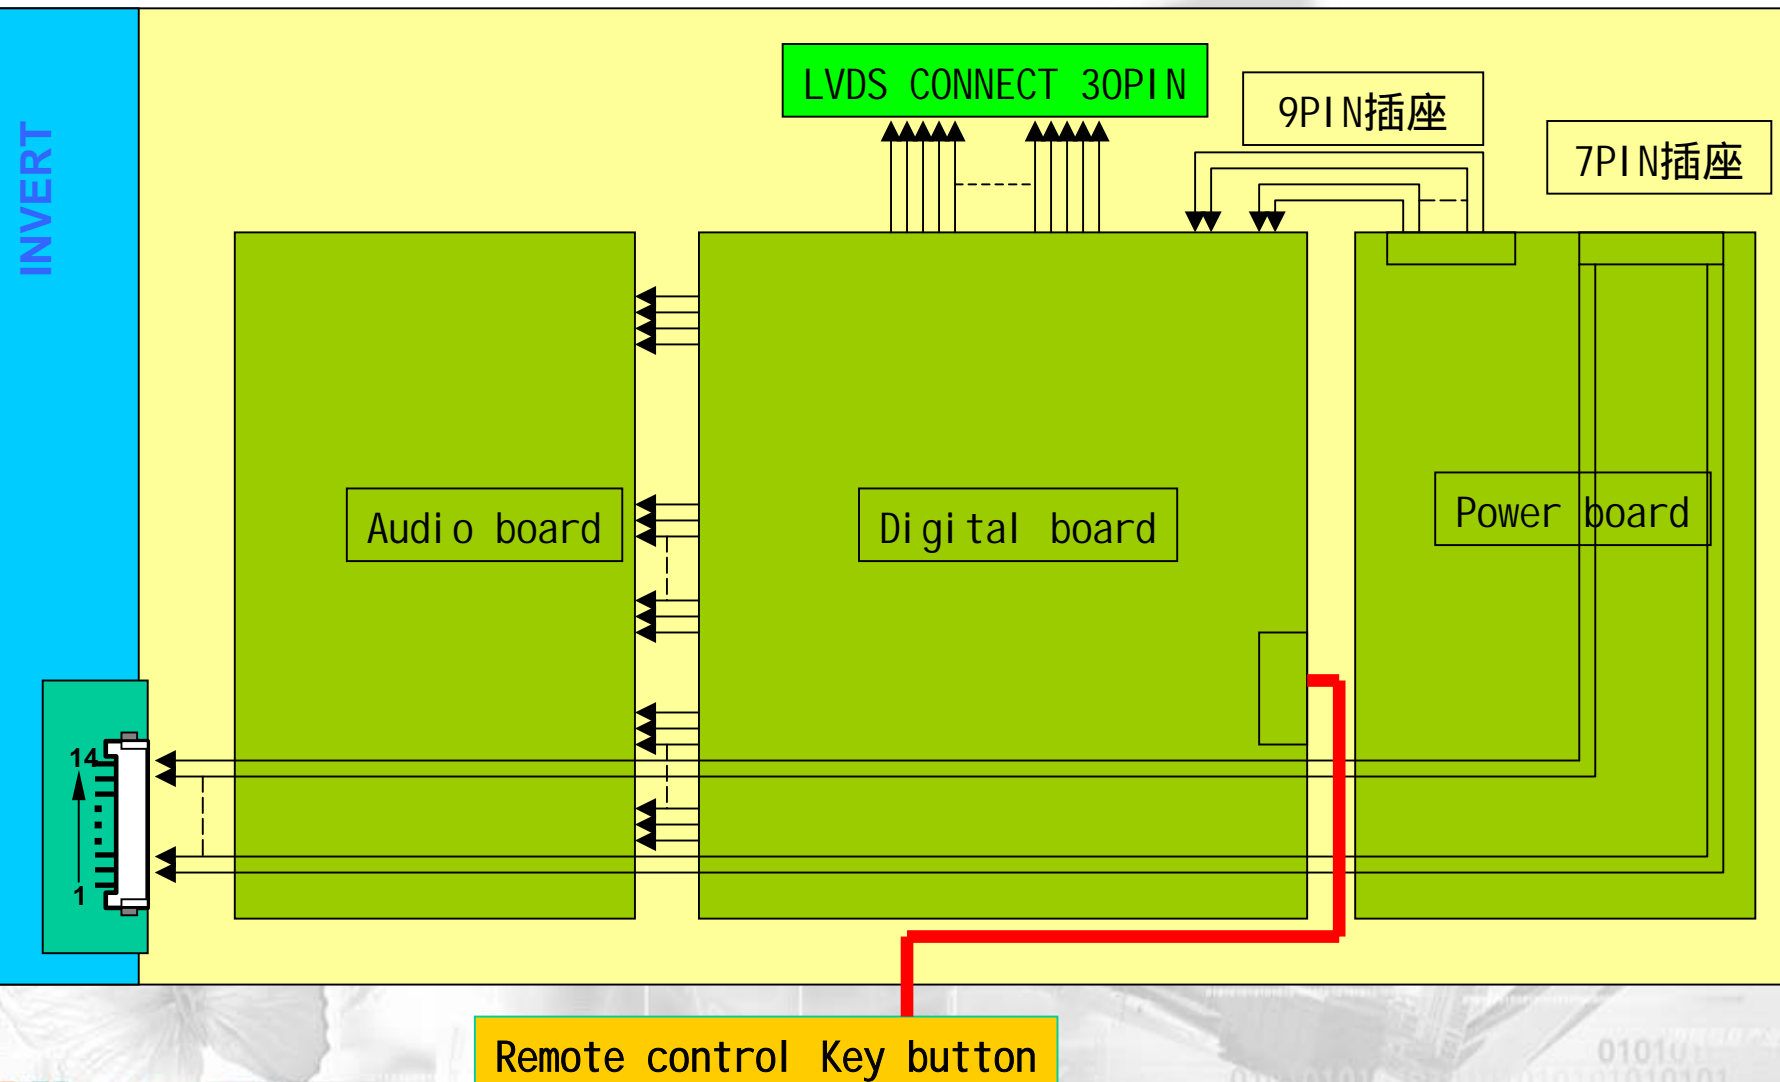 LVDS CONNECT 30PIN
9PIN插座
7PIN插座
INVERT
Audio board
Digital board
Power board
14
1
Remote control Key button